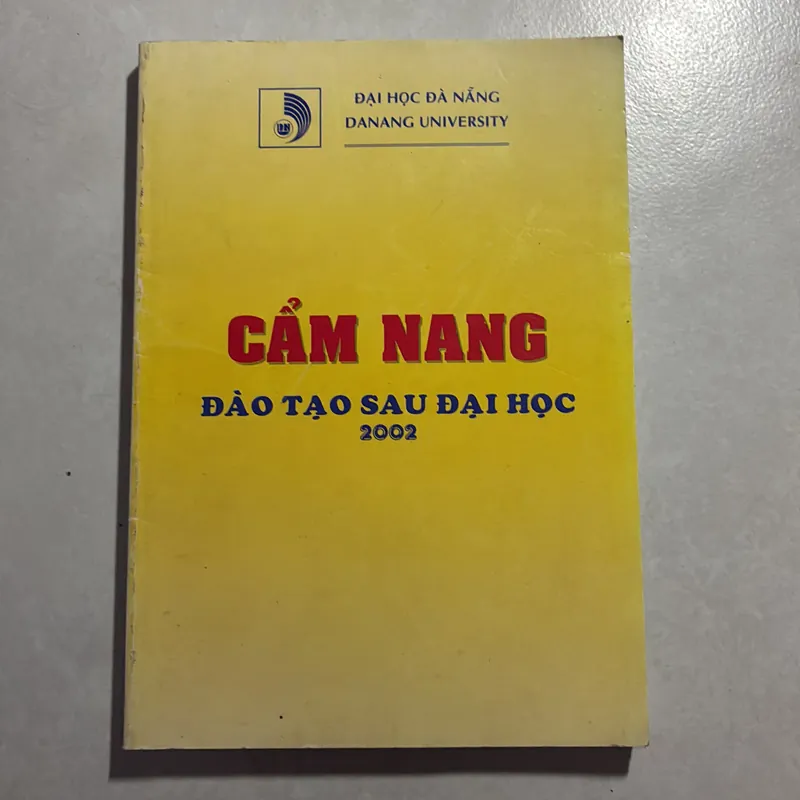 ĐẠI HỌC ĐÀ NẴNG
DANANG UNIVERSITY
CẨM NANG
ĐÀO TẠO SAU ĐẠI HỌC
2002